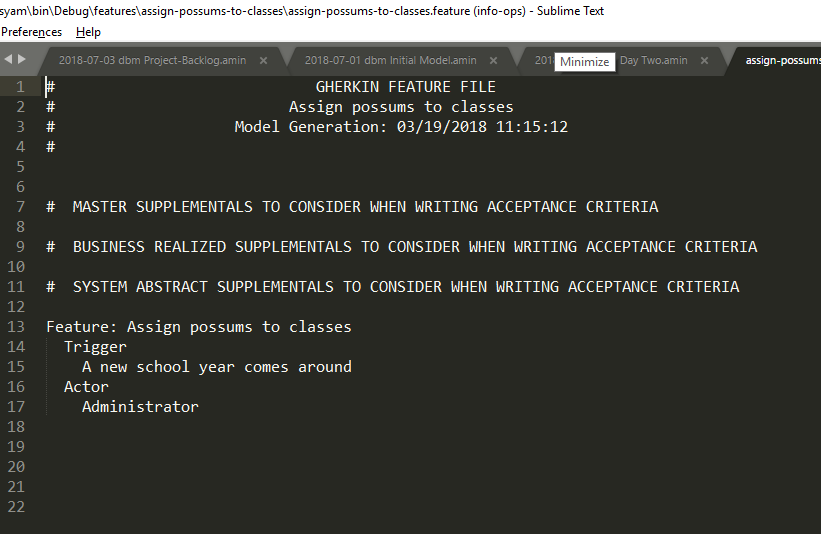 syam\bin\Debug\features\assign-possums-to-classes\assign-possums-to-classes.feature (info-ops) - Sublime Text
Preferences Help
2018-07-03 dbm Project-Backlog.amin × 2018-07-01 dbm Initial Model.amin × 201 Minimize Day Two.amin × assign-possums
1 # GHERKIN FEATURE FILE
2 # Assign possums to classes
3 # Model Generation: 03/19/2018 11:15:12
4 #
5
6
7 # MASTER SUPPLEMENTALS TO CONSIDER WHEN WRITING ACCEPTANCE CRITERIA
8
9 # BUSINESS REALIZED SUPPLEMENTALS TO CONSIDER WHEN WRITING ACCEPTANCE CRITERIA
10
11 # SYSTEM ABSTRACT SUPPLEMENTALS TO CONSIDER WHEN WRITING ACCEPTANCE CRITERIA
12
13 Feature: Assign possums to classes
14 Trigger
15 A new school year comes around
16 Actor
17 Administrator
18
19
20
21
22